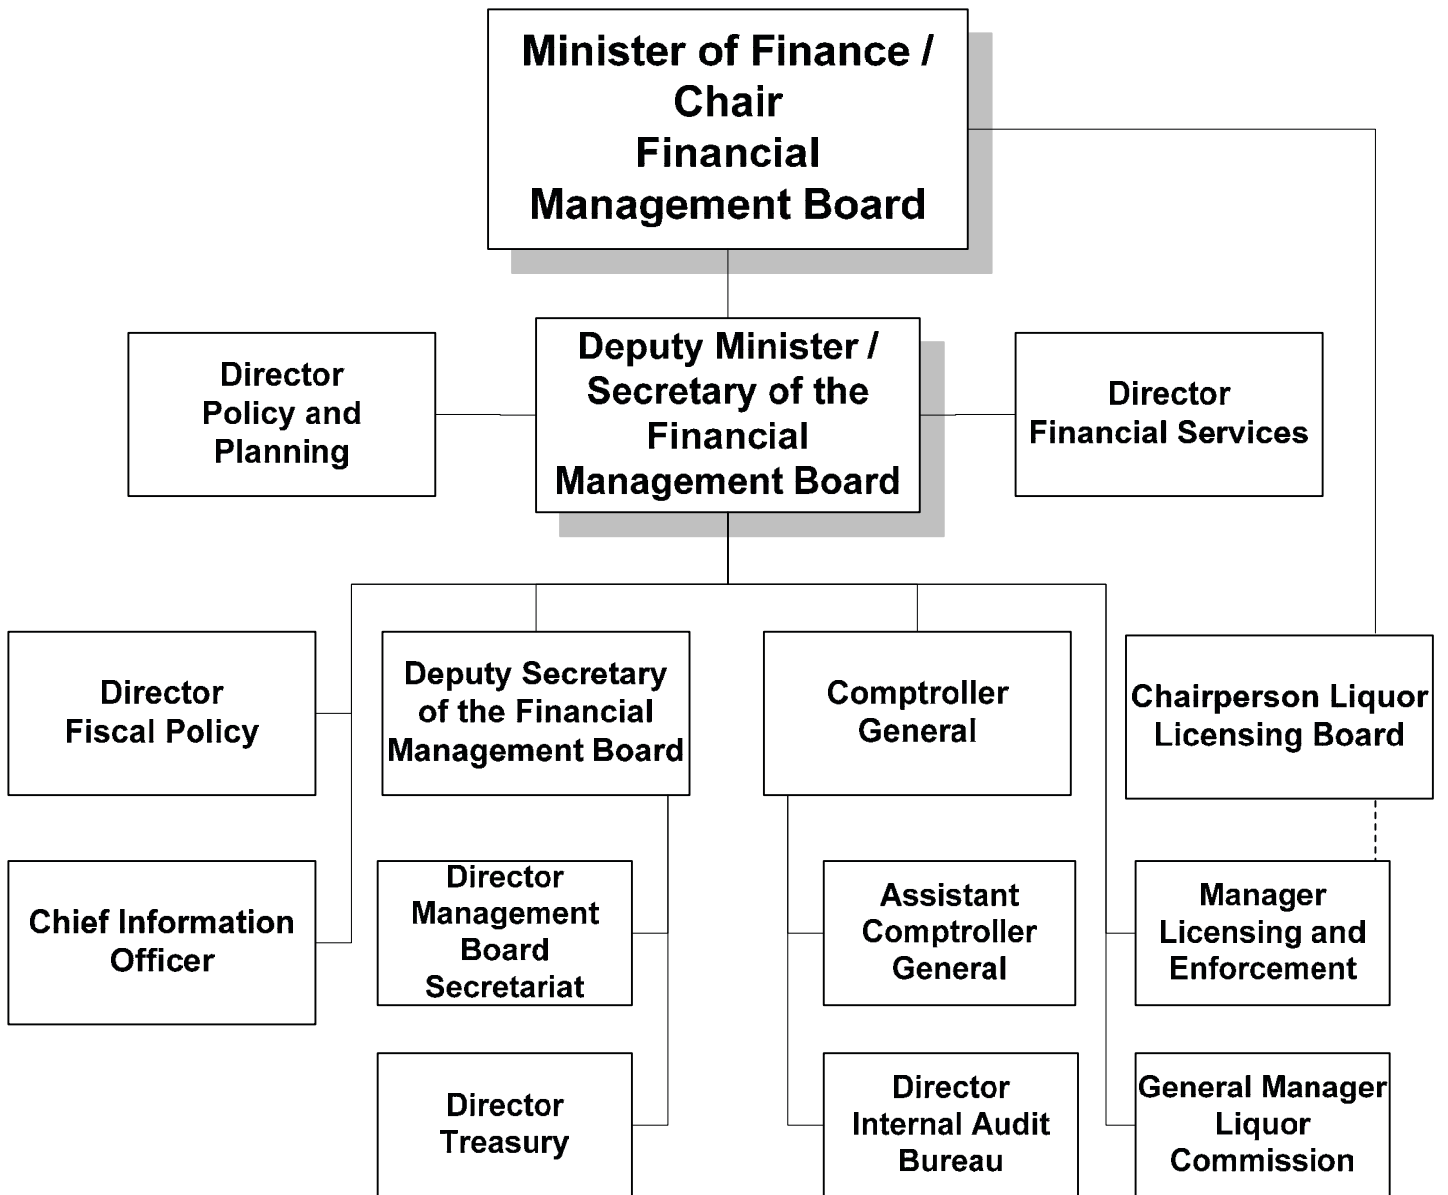 Minister of Finance /
Chair
Financial
Management Board
Director
Policy and
Planning
Deputy Minister /
Secretary of the
Financial
Management Board
Director
Financial Services
Director
Fiscal Policy
Deputy Secretary
of the Financial
Management Board
Comptroller
General
Chairperson Liquor
Licensing Board
Chief Information
Officer
Director
Management
Board
Secretariat
Assistant
Comptroller
General
Manager
Licensing and
Enforcement
Director
Treasury
Director
Internal Audit
Bureau
General Manager
Liquor
Commission